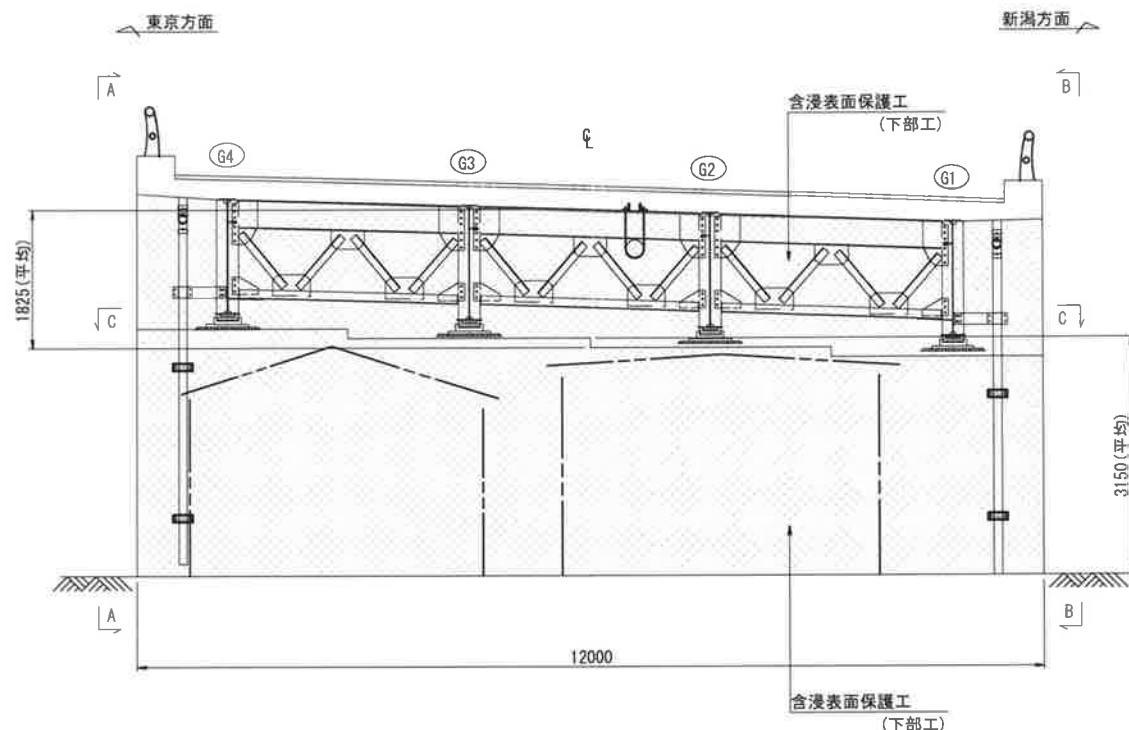 東京方面
新潟方面
A
B
含浸表面保護工
(下部工)
℄
G4
G3
G2
G1
1825(平均)
C
C
3150(平均)
A
B
12000
含浸表面保護工
(下部工)